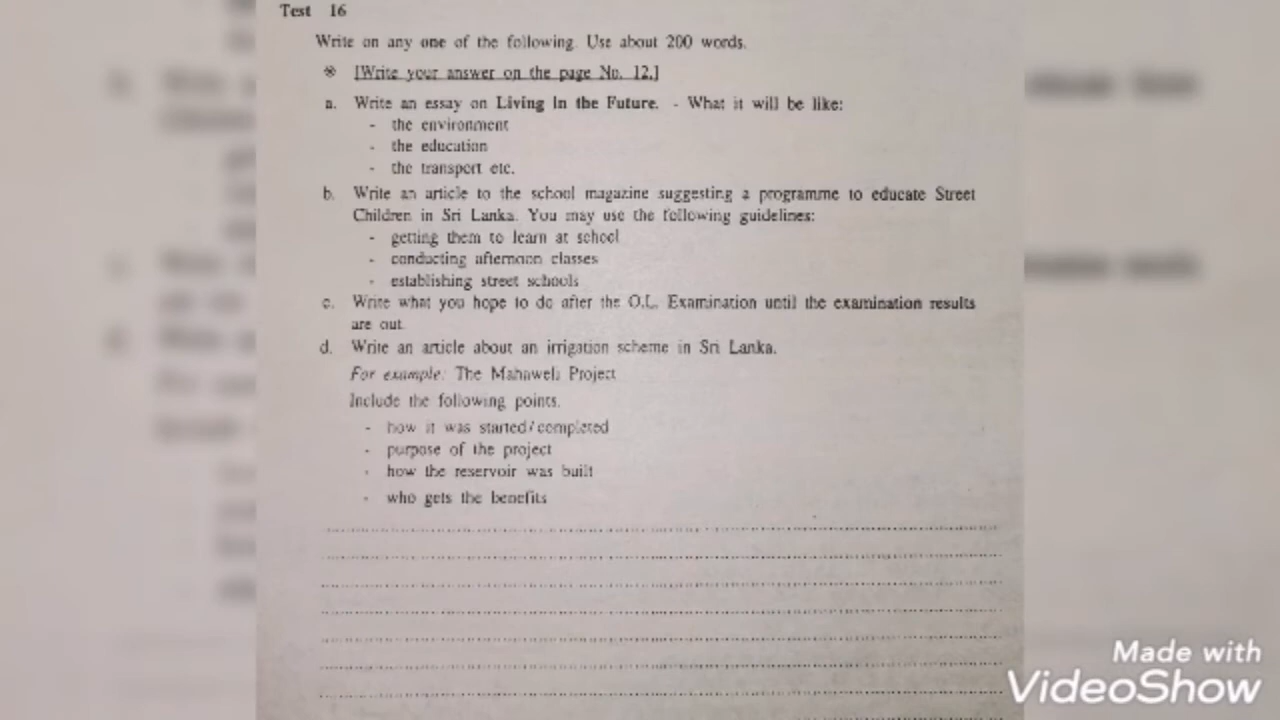 Test 16
Write on any one of the following. Use about 200 words.
※ [Write your answer on the page No. 12.]
a. Write an essay on Living in the Future. - What it will be like:
- the environment
- the education
- the transport etc.
b. Write an article to the school magazine suggesting a programme to educate Street
Children in Sri Lanka. You may use the following guidelines:
- getting them to learn at school
- conducting afternoon classes
- establishing street schools
c. Write what you hope to do after the O.L. Examination until the examination results
are out.
d. Write an article about an irrigation scheme in Sri Lanka.
For example: The Mahaweli Project
Include the following points.
- how it was started/completed
- purpose of the project
- how the reservoir was built
- who gets the benefits
Made with
VideoShow